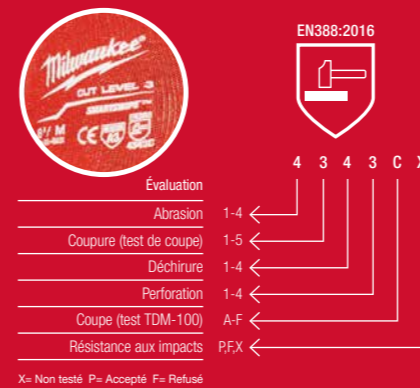 Milwaukee
CUT LEVEL 3
EN388:2016
4 3 4 3 C X
Évaluation
Abrasion 1-4
Coupure (test de coupe) 1-5
Déchirure 1-4
Perforation 1-4
Coupe (test TDM-100) A-F
Résistance aux impacts P,F,X
X= Non testé P= Accepté F= Refusé